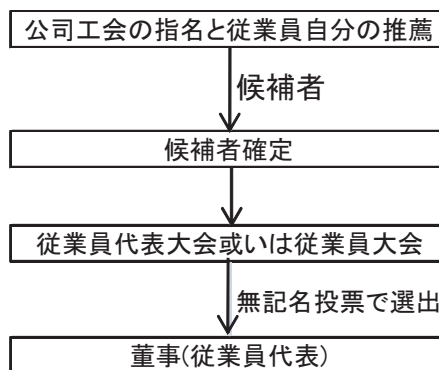 公司工会の指名と従業員自分の推薦
候補者
候補者確定
従業員代表大会或いは従業員大会
無記名投票で選出
董事(従業員代表)